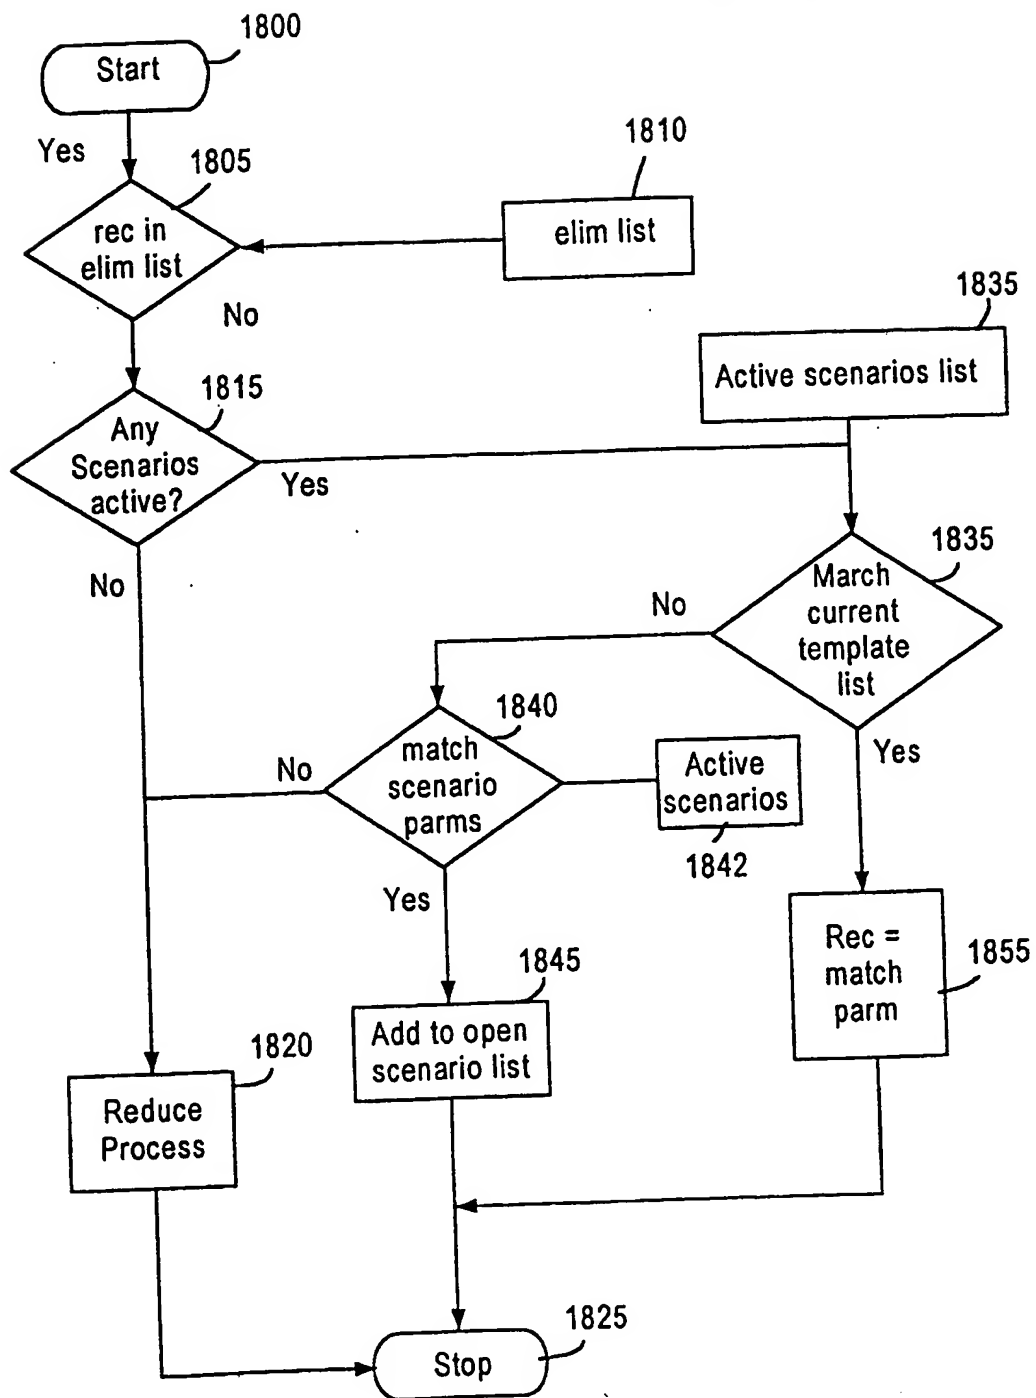 1800
Start
Yes
1805
1810
rec in
elim list
elim list
No
1835
Active scenarios list
1815
Any
Scenarios
active?
Yes
No
1835
March
current
template
list
No
Yes
1840
match
scenario
parms
No
Active
scenarios
1842
Yes
Rec =
match
parm
1855
1845
Add to open
scenario list
1820
Reduce
Process
1825
Stop